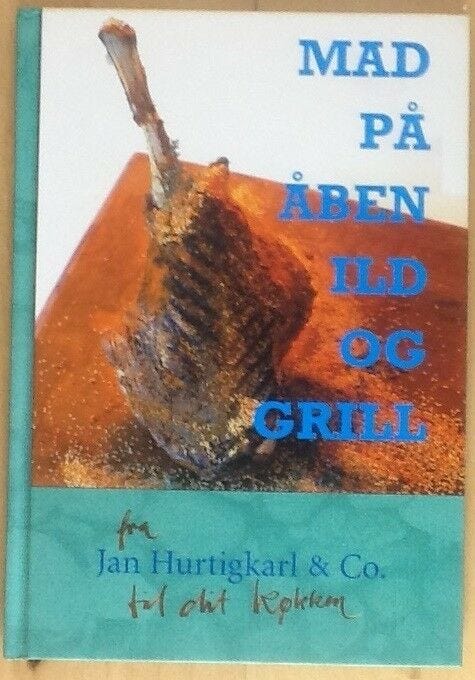 MAD
PÅ
ÅBEN
ILD
OG
GRILL
fra
Jan Hurtigkarl & Co.
til dit køkken